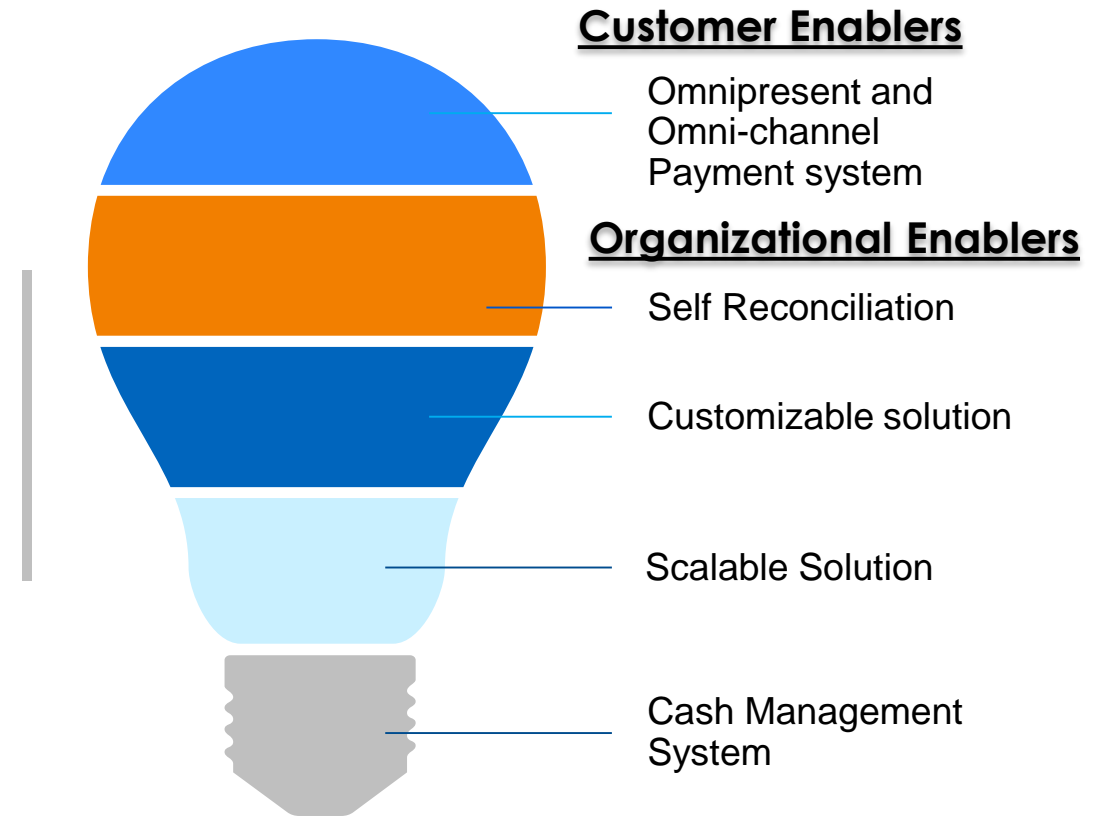 Customer Enablers
Omnipresent and
Omni-channel
Payment system
Organizational Enablers
Self Reconciliation
Customizable solution
Scalable Solution
Cash Management
System